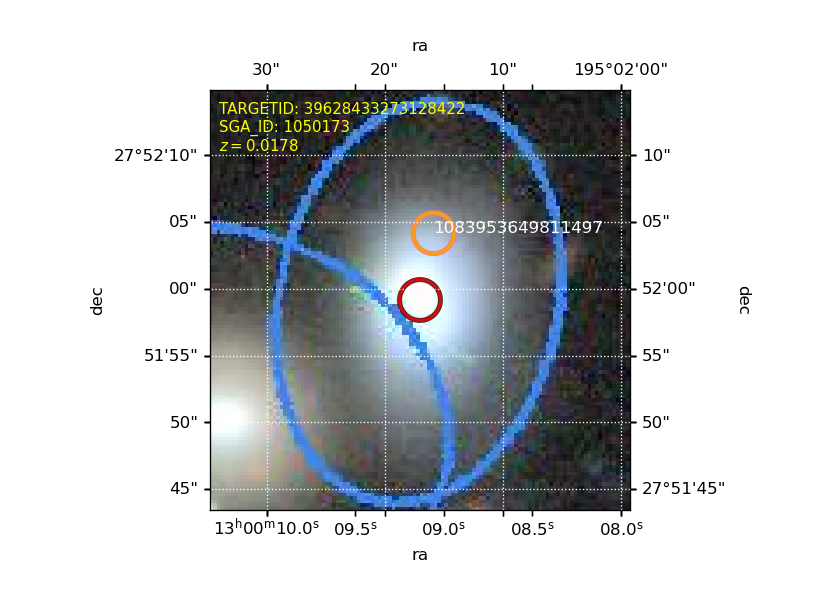 ra
30" 20" 10" 195°02'00"
TARGETID: 39628433273128422
SGA_ID: 1050173
z = 0.0178
27°52'10" 10"
05" 1083953649811497 05"
00" 52'00"
dec dec
51'55" 55"
50" 50"
45" 27°51'45"
13ʰ00ᵐ10.0ˢ 09.5ˢ 09.0ˢ 08.5ˢ 08.0ˢ
ra